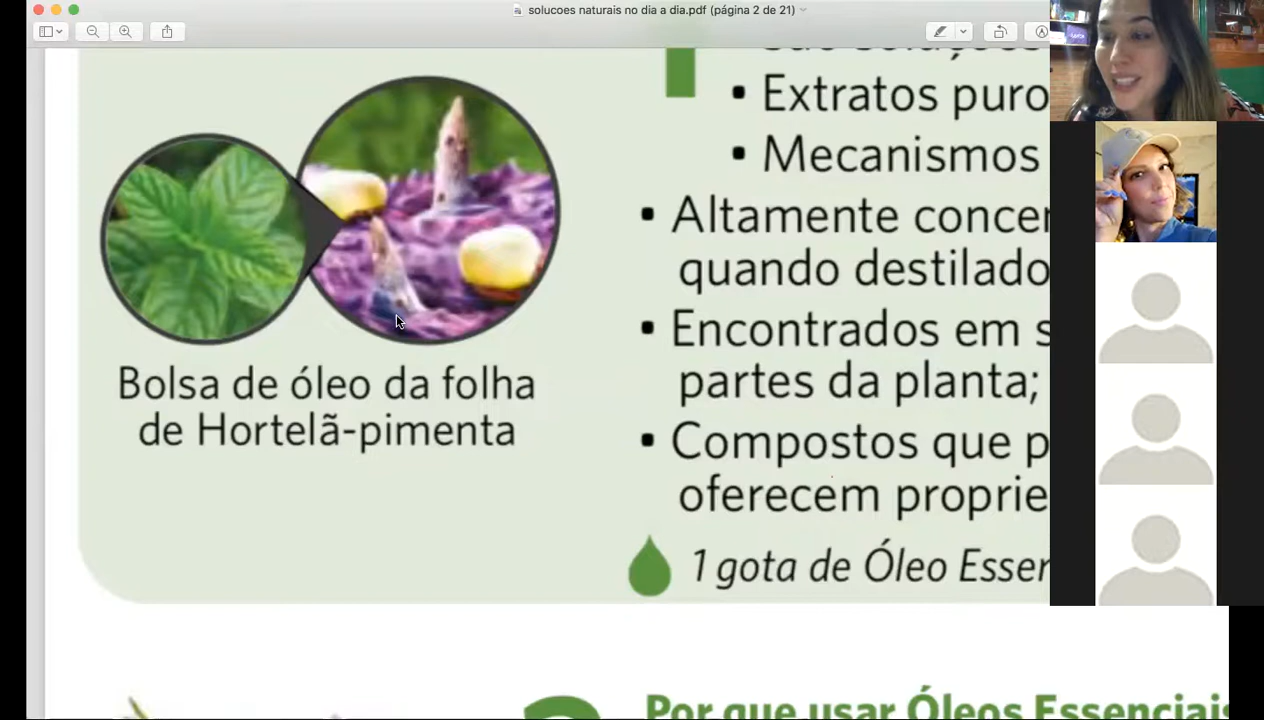 solucoes naturais no dia a dia.pdf (página 2 de 21)
• Extratos puro
• Mecanismos
• Altamente concen
quando destilado
• Encontrados em s
partes da planta;
• Compostos que p
oferecem proprie
1 gota de Óleo Essen
Bolsa de óleo da folha
de Hortelã-pimenta
Por que usar Óleos Essenciais